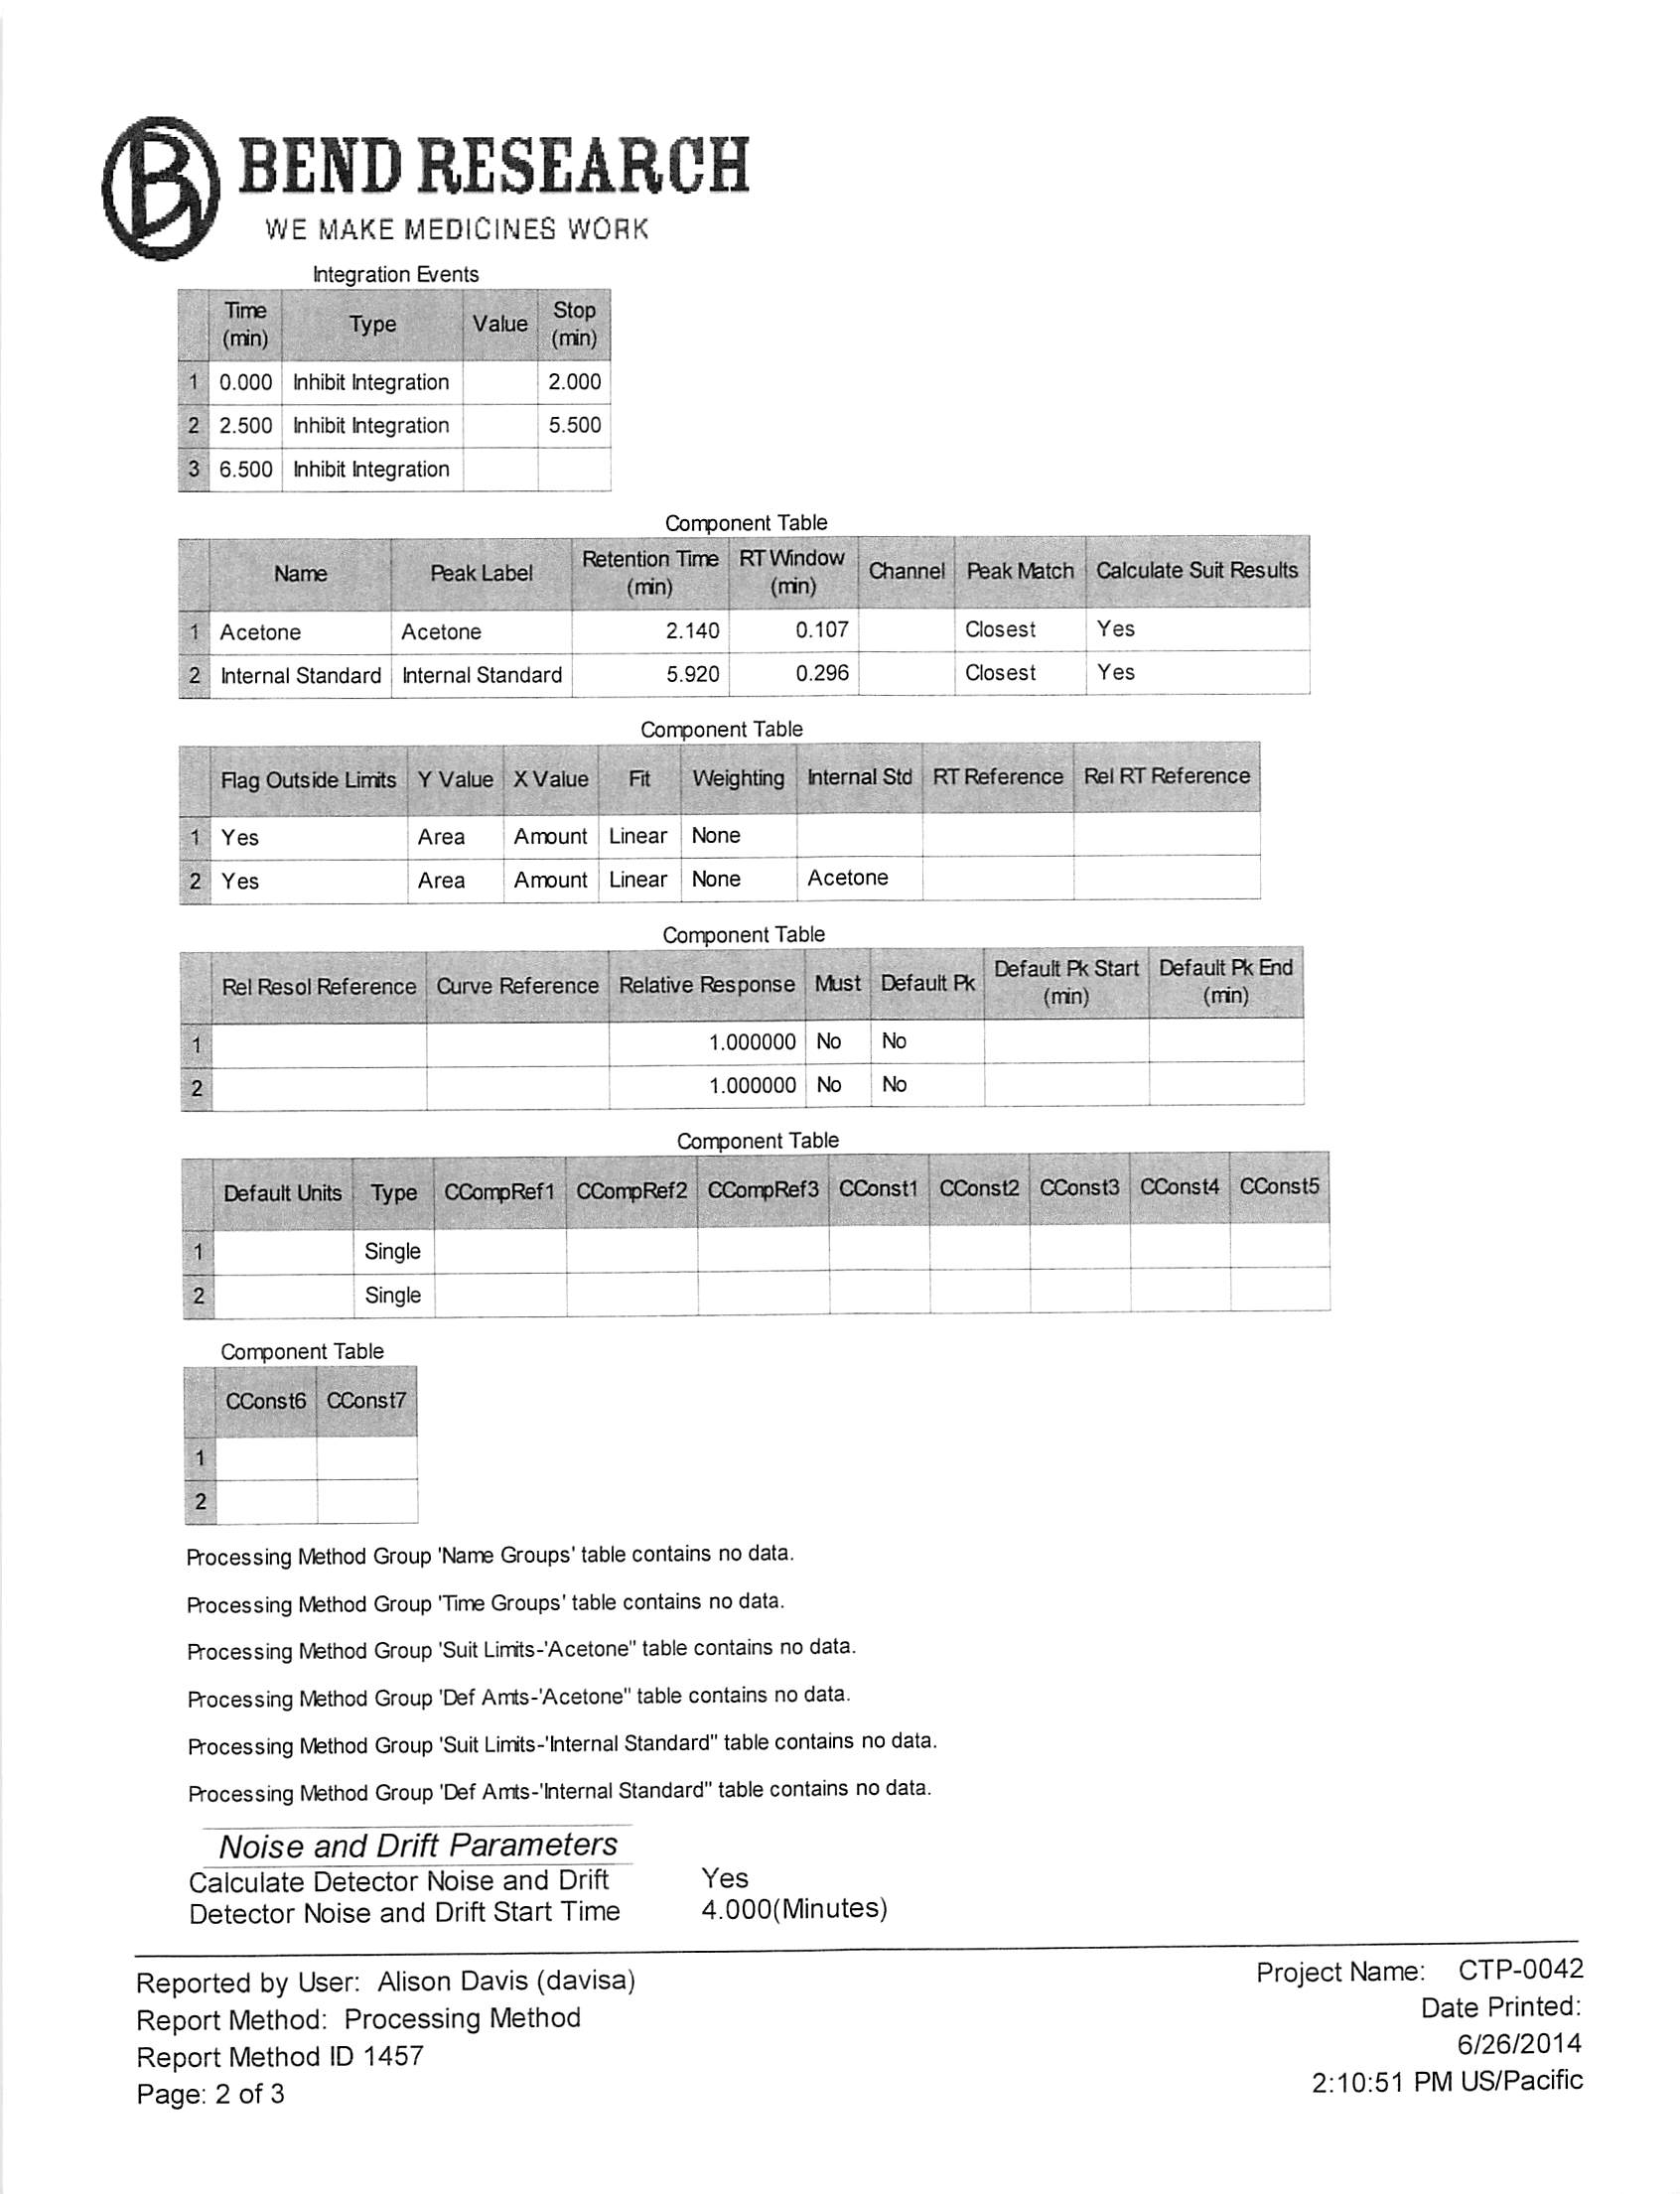 BEND RESEARCH
WE MAKE MEDICINES WORK
Integration Events
Time (min) Type Value Stop (min)
1 0.000 Inhibit Integration 2.000
2 2.500 Inhibit Integration 5.500
3 6.500 Inhibit Integration
Component Table
Name Peak Label Retention Time (min) RT Window (min) Channel Peak Match Calculate Suit Results
1 Acetone Acetone 2.140 0.107 Closest Yes
2 Internal Standard Internal Standard 5.920 0.296 Closest Yes
Component Table
Flag Outside Limits Y Value X Value Fit Weighting Internal Std RT Reference Rel RT Reference
1 Yes Area Amount Linear None
2 Yes Area Amount Linear None Acetone
Component Table
Rel Resol Reference Curve Reference Relative Response Must Default Pk Default Pk Start (min) Default Pk End (min)
1 1.000000 No No
2 1.000000 No No
Component Table
Default Units Type CCompRef1 CCompRef2 CCompRef3 CConst1 CConst2 CConst3 CConst4 CConst5
1 Single
2 Single
Component Table
CConst6 CConst7
1
2
Processing Method Group 'Name Groups' table contains no data.
Processing Method Group 'Time Groups' table contains no data.
Processing Method Group 'Suit Limits-'Acetone'' table contains no data.
Processing Method Group 'Def Amts-'Acetone'' table contains no data.
Processing Method Group 'Suit Limits-'Internal Standard'' table contains no data.
Processing Method Group 'Def Amts-'Internal Standard'' table contains no data.
Noise and Drift Parameters
Calculate Detector Noise and Drift Yes
Detector Noise and Drift Start Time 4.000(Minutes)
Reported by User: Alison Davis (davisa)
Report Method: Processing Method
Report Method ID 1457
Page: 2 of 3
Project Name: CTP-0042
Date Printed:
6/26/2014
2:10:51 PM US/Pacific